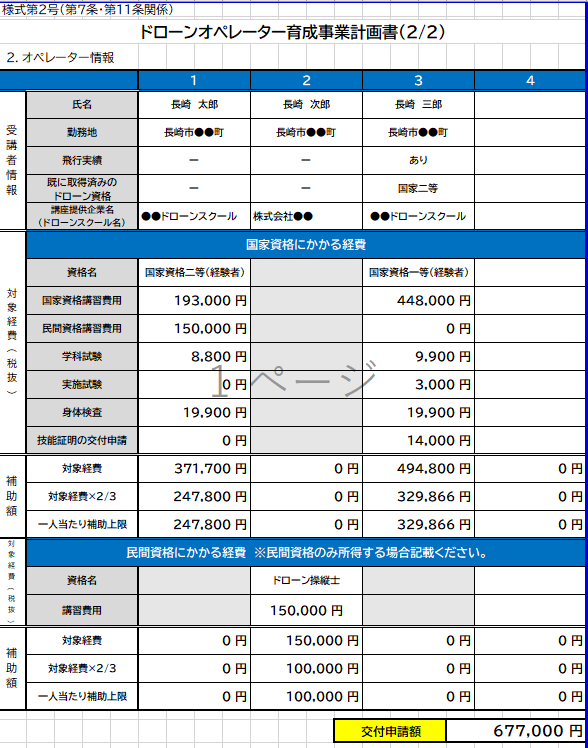 様式第2号(第7条・第11条関係)
ドローンオペレーター育成事業計画書(2/2)
2. オペレーター情報
1 2 3 4
受講者情報
氏名 長崎 太郎 長崎 次郎 長崎 三郎
勤務地 長崎市●●町 長崎市●●町 長崎市●●町
飛行実績 ー ー あり
既に取得済みの
ドローン資格 ー ー 国家二等
講座提供企業名
(ドローンスクール名) ●●ドローンスクール 株式会社●● ●●ドローンスクール
国家資格にかかる経費
対象経費(税抜)
資格名 国家資格二等(経験者) 国家資格一等(経験者)
国家資格講習費用 193,000 円 448,000 円
民間資格講習費用 150,000 円 0 円
学科試験 8,800 円 9,900 円
実施試験 0 円 3,000 円
1 ページ
身体検査 19,900 円 19,900 円
技能証明の交付申請 0 円 14,000 円
補助額
対象経費 371,700 円 0 円 494,800 円 0 円
対象経費×2/3 247,800 円 0 円 329,866 円 0 円
一人当たり補助上限 247,800 円 0 円 329,866 円 0 円
民間資格にかかる経費 ※民間資格のみ所得する場合記載ください。
対象経費(税抜)
資格名 ドローン操縦士
講習費用 150,000 円
補助額
対象経費 0 円 150,000 円 0 円 0 円
対象経費×2/3 0 円 100,000 円 0 円 0 円
一人当たり補助上限 0 円 100,000 円 0 円 0 円
交付申請額 677,000 円